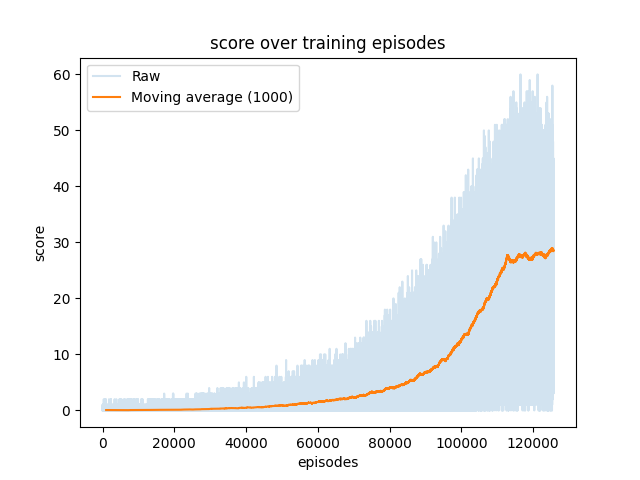 score over training episodes
Raw
Moving average (1000)
score
60
50
40
30
20
10
0
0 20000 40000 60000 80000 100000 120000
episodes